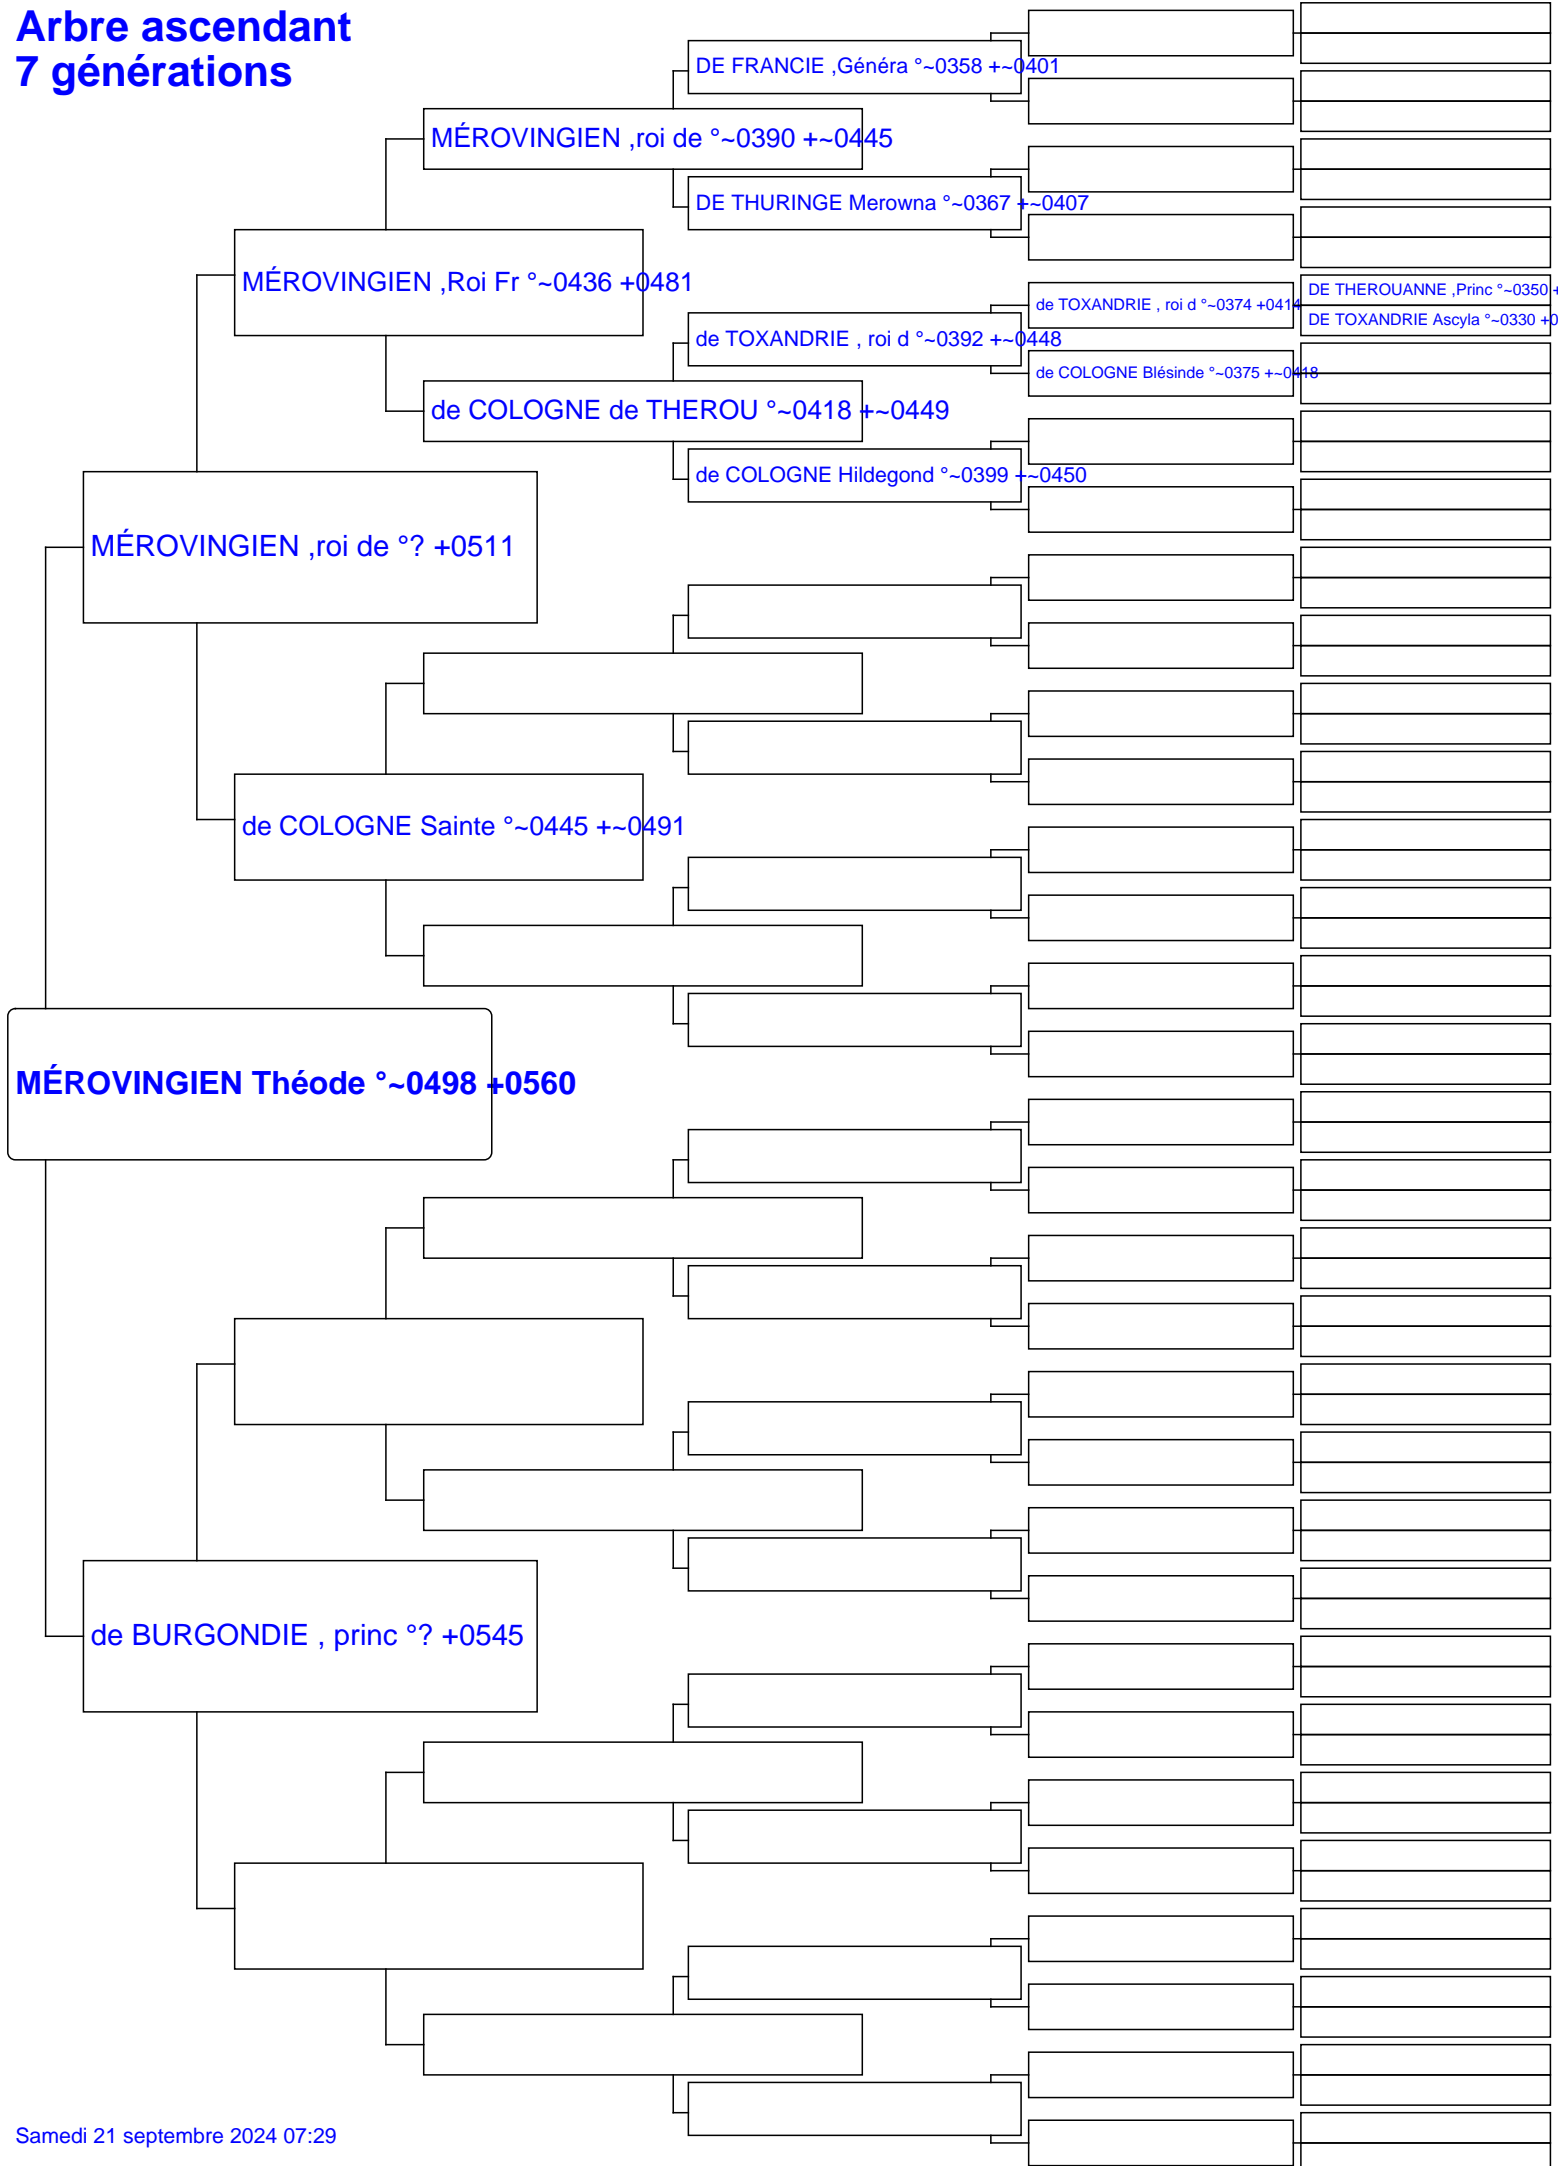 Arbre ascendant
7 générations
DE FRANCIE ,Généra °~0358 +~0401
MÉROVINGIEN ,roi de °~0390 +~0445
DE THURINGE Merowna °~0367 +~0407
MÉROVINGIEN ,Roi Fr °~0436 +0481
DE THEROUANNE ,Princ °~0350 +
de TOXANDRIE , roi d °~0374 +0414
DE TOXANDRIE Ascyla °~0330 +0
de TOXANDRIE , roi d °~0392 +~0448
de COLOGNE Blésinde °~0375 +~0418
de COLOGNE de THEROU °~0418 +~0449
de COLOGNE Hildegond °~0399 +~0450
MÉROVINGIEN ,roi de °? +0511
de COLOGNE Sainte °~0445 +~0491
MÉROVINGIEN Théode °~0498 +0560
de BURGONDIE , princ °? +0545
Samedi 21 septembre 2024 07:29